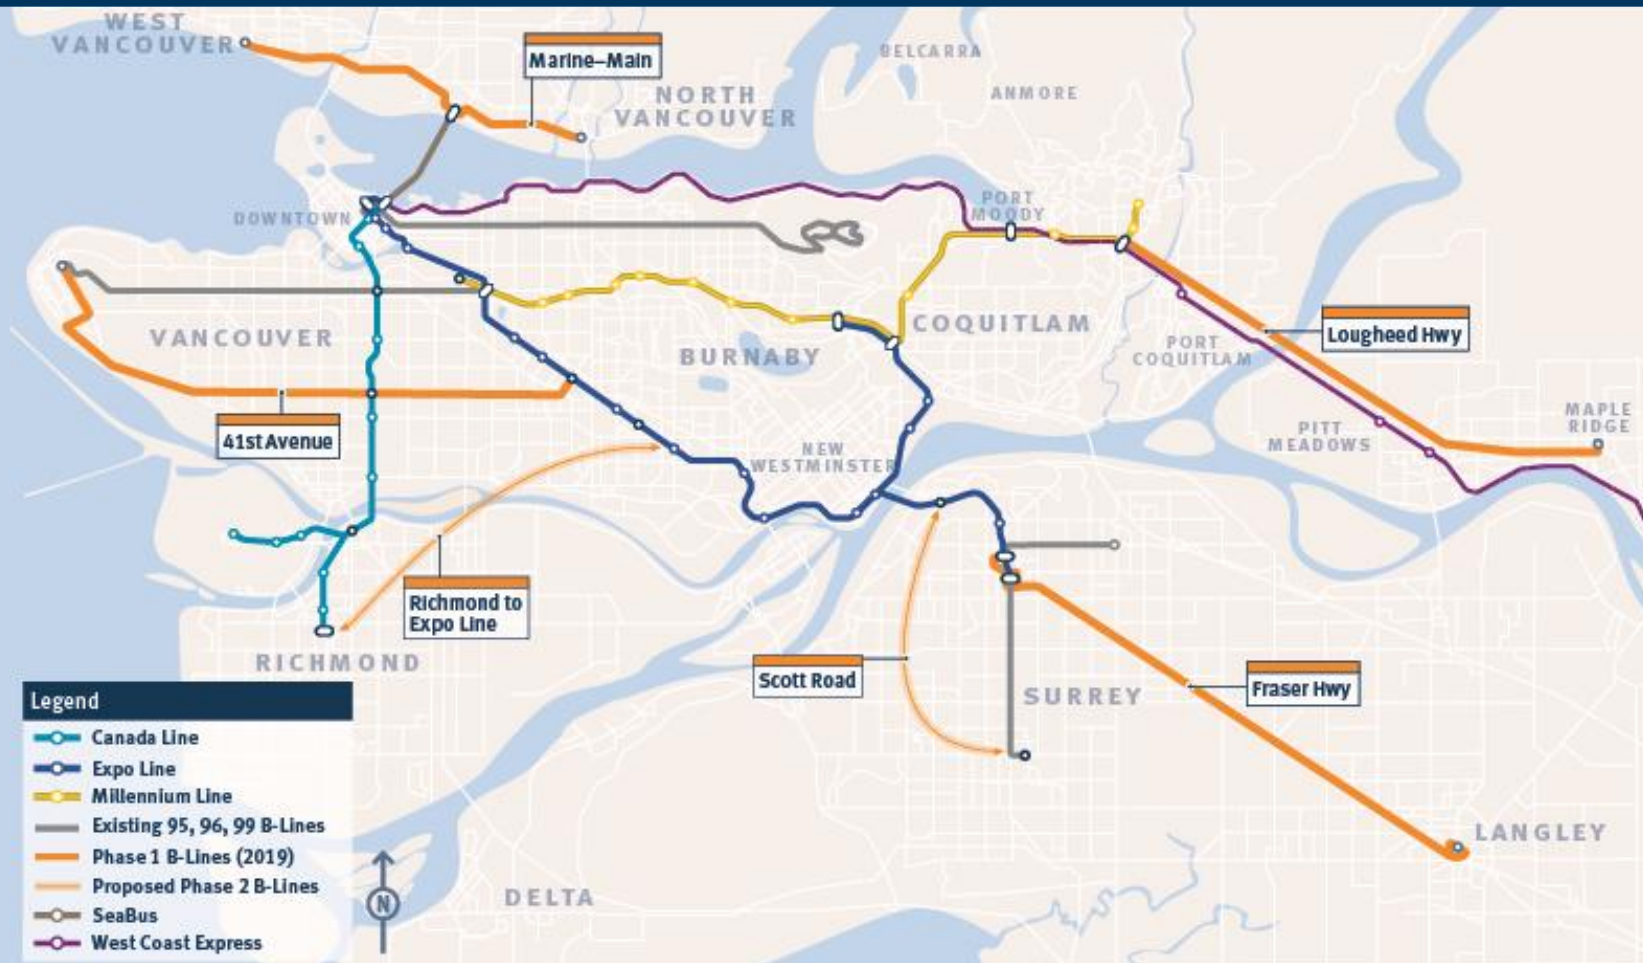 WEST
VANCOUVER
Marine–Main
BELCARRA
NORTH
VANCOUVER
ANMORE
DOWNTOWN
PORT
MOODY
VANCOUVER
BURNABY
COQUITLAM
PORT
COQUITLAM
Lougheed Hwy
41st Avenue
NEW
WESTMINSTER
PITT
MEADOWS
MAPLE
RIDGE
Richmond to
Expo Line
RICHMOND
Scott Road
SURREY
Fraser Hwy
LANGLEY
DELTA
N
Legend
Canada Line
Expo Line
Millennium Line
Existing 95, 96, 99 B-Lines
Phase 1 B-Lines (2019)
Proposed Phase 2 B-Lines
SeaBus
West Coast Express